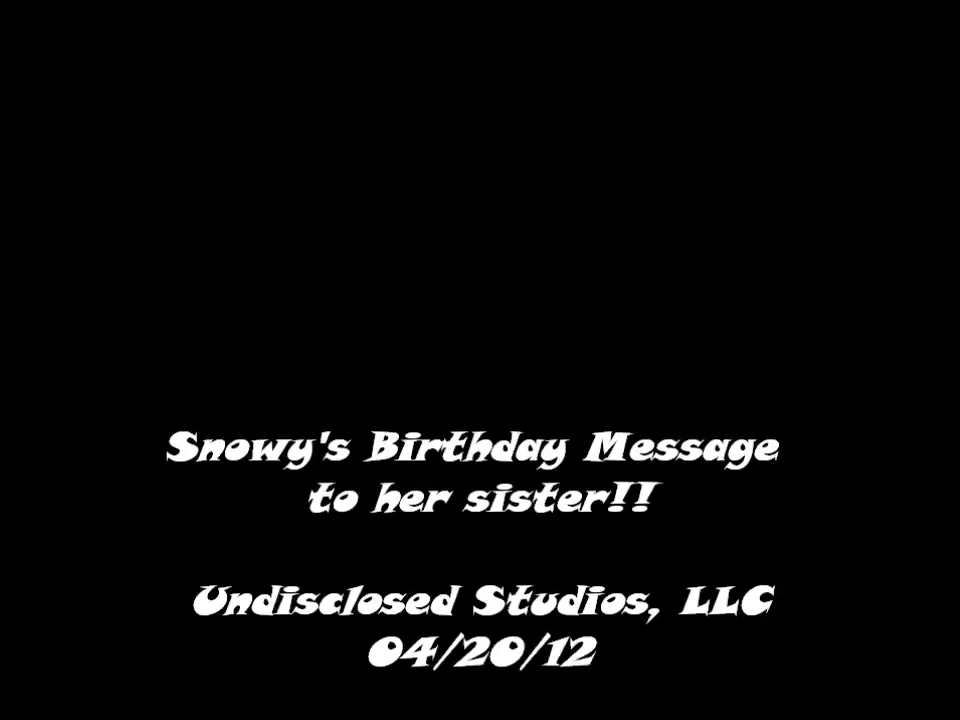 Snowy's Birthday Message
to her sister!!
Undisclosed Studios, LLC
04/20/12